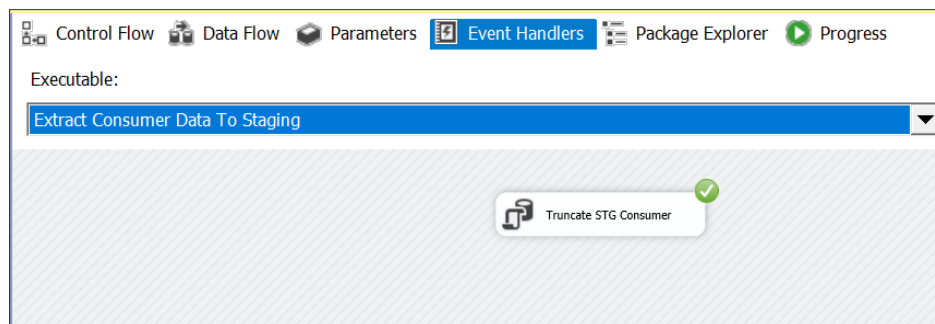 Control Flow Data Flow Parameters Event Handlers Package Explorer Progress
Executable:
Extract Consumer Data To Staging
Truncate STG Consumer